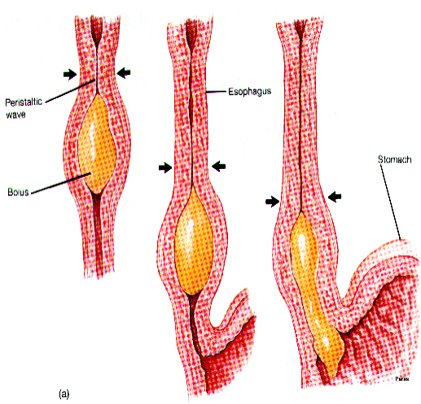 Peristaltic
wave
Bolus
Esophagus
Stomach
(a)